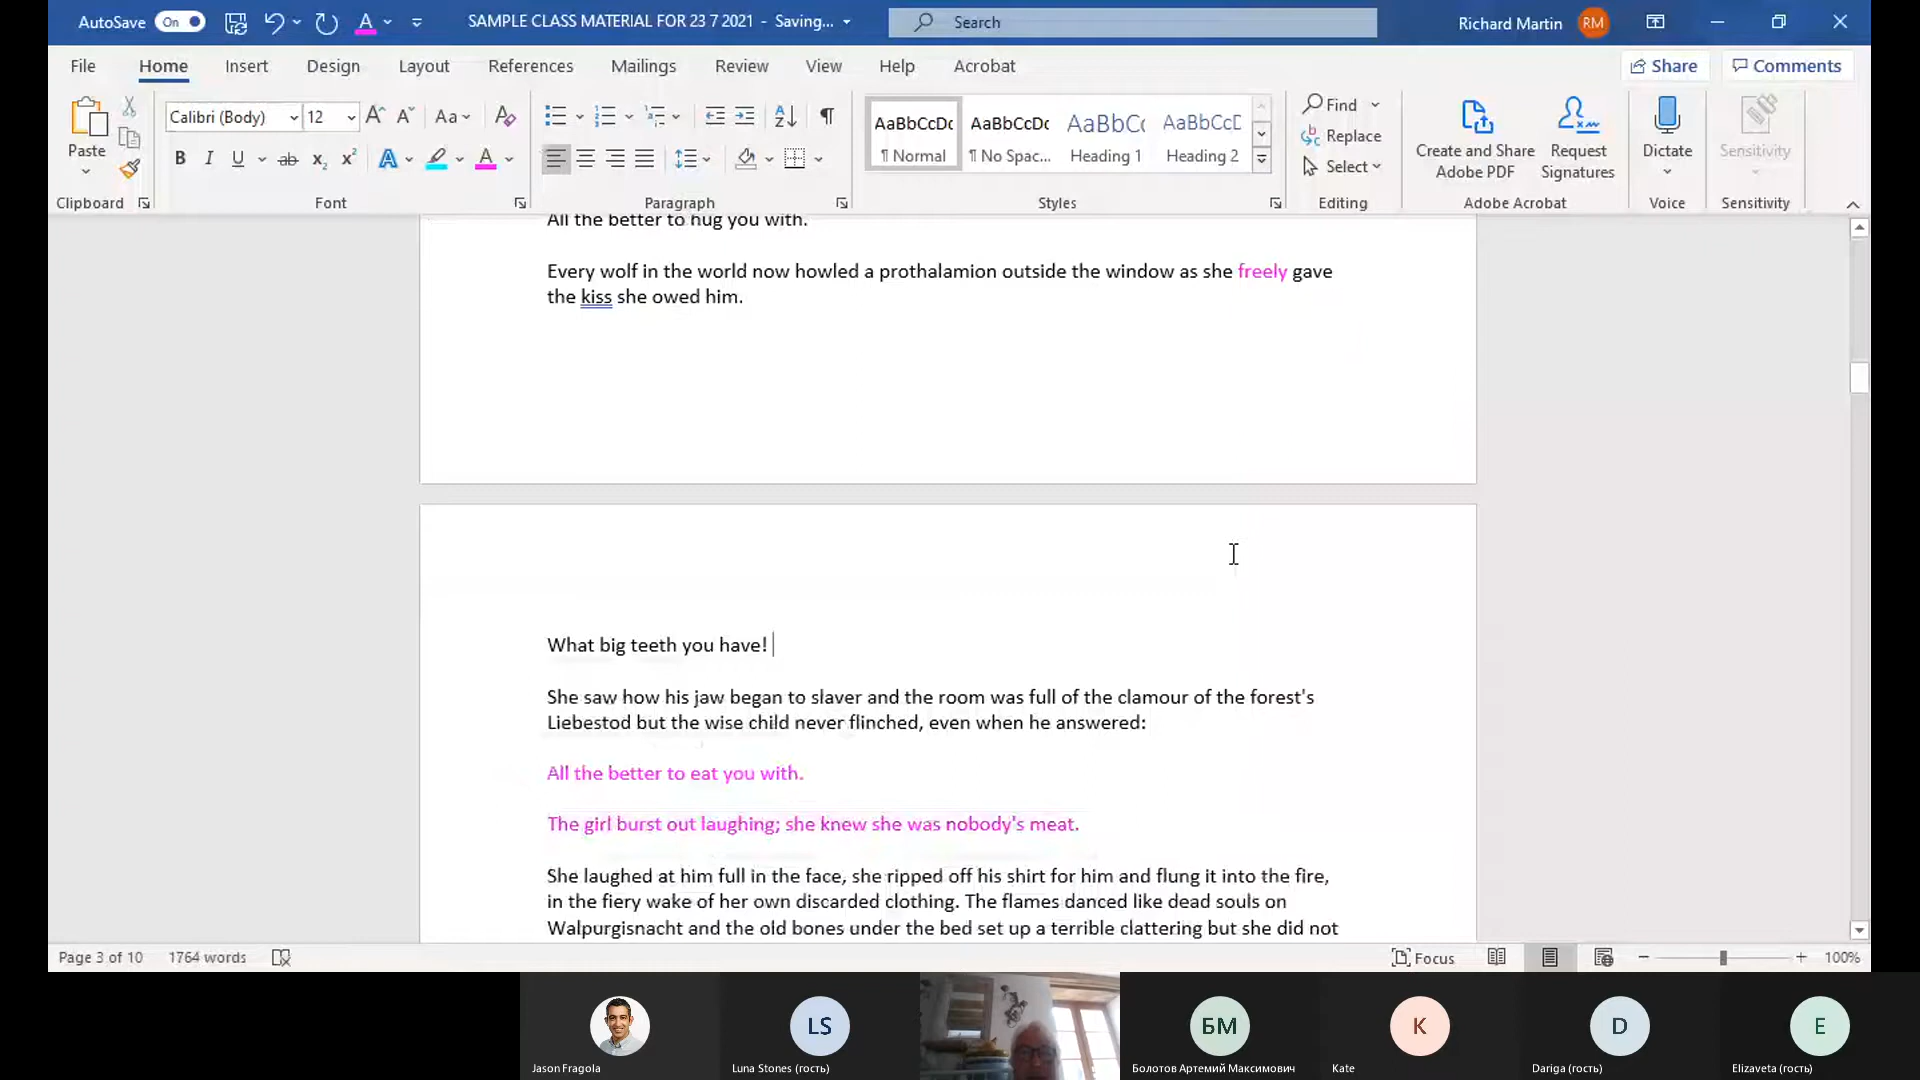 AutoSave On A SAMPLE CLASS MATERIAL FOR 23 7 2021 - Saving... Search Richard Martin RM
File Home Insert Design Layout References Mailings Review View Help Acrobat Share Comments
Paste
Calibri (Body) 12 Aa
B I U ab x₂ x² A A
AaBbCcDc AaBbCcDc AaBbCc AaBbCcD
¶ Normal ¶ No Spac... Heading 1 Heading 2
Find
Replace
Select
Create and Share Adobe PDF
Request Signatures
Dictate
Sensitivity
Clipboard Font Paragraph Styles Editing Adobe Acrobat Voice Sensitivity
All the better to hug you with.
Every wolf in the world now howled a prothalamion outside the window as she freely gave
the kiss she owed him.
What big teeth you have!
She saw how his jaw began to slaver and the room was full of the clamour of the forest's
Liebestod but the wise child never flinched, even when he answered:
All the better to eat you with.
The girl burst out laughing; she knew she was nobody's meat.
She laughed at him full in the face, she ripped off his shirt for him and flung it into the fire,
in the fiery wake of her own discarded clothing. The flames danced like dead souls on
Walpurgisnacht and the old bones under the bed set up a terrible clattering but she did not
Page 3 of 10 1764 words Focus 100%
LS БМ K D E
Jason Fragola Luna Stones (гость) Болотов Артемий Максимович Kate Dariga (гость) Elizaveta (гость)